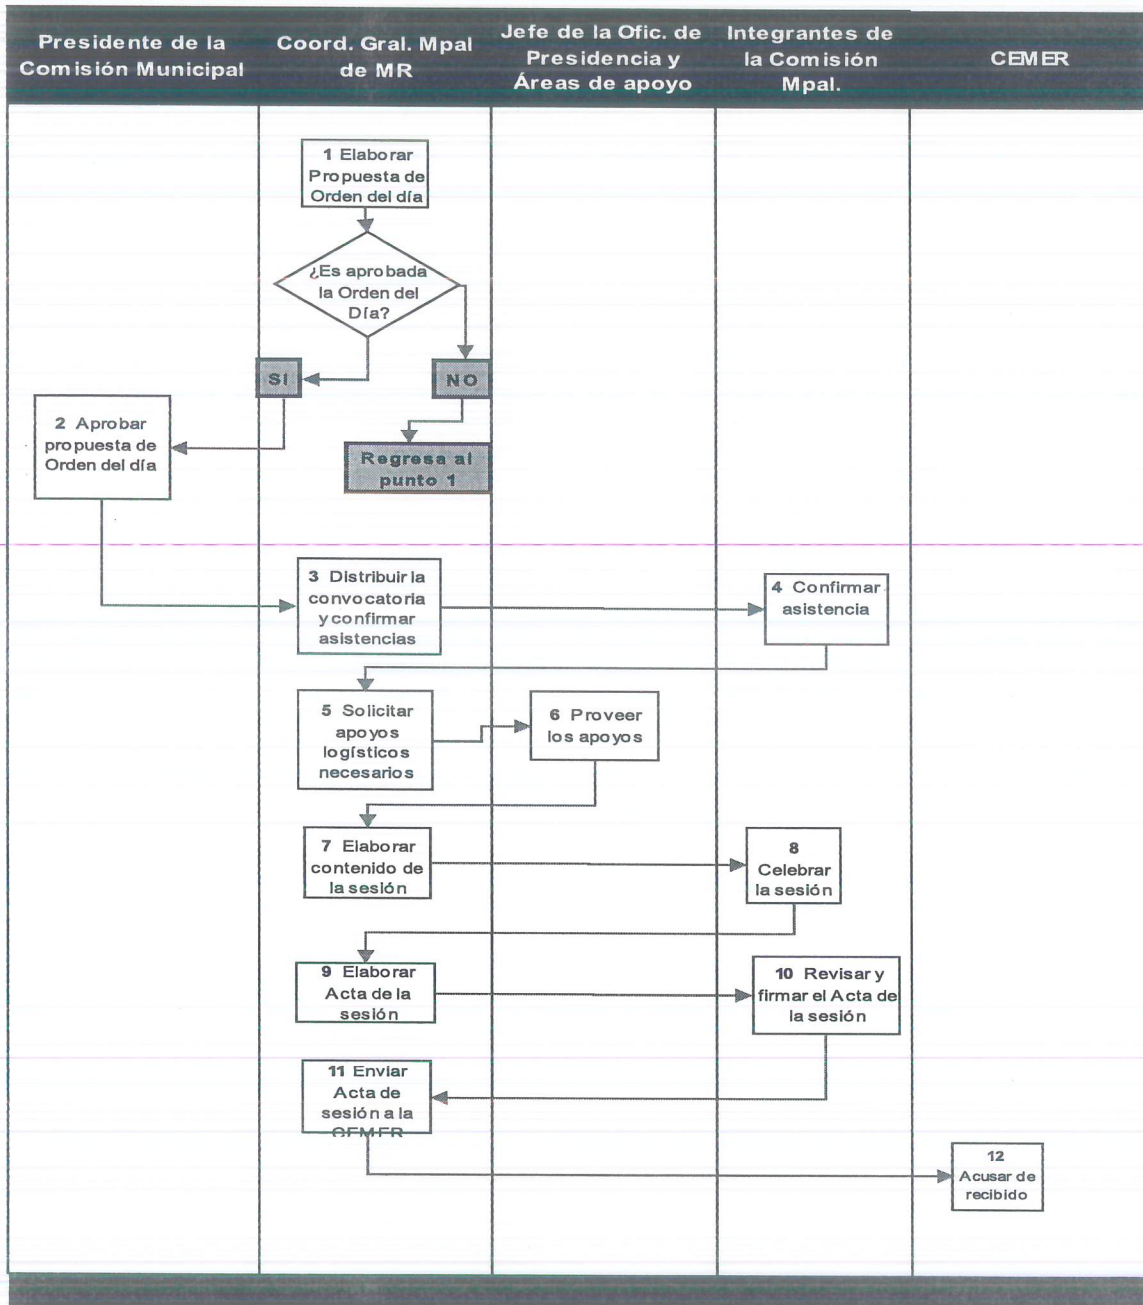 Presidente de la
Comisión Municipal
Coord. Gral. Mpal
de MR
Jefe de la Ofic. de
Presidencia y
Áreas de apoyo
Integrantes de
la Comisión
Mpal.
CEMER
1 Elaborar
Propuesta de
Orden del día
¿Es aprobada
la Orden del
Día?
SI
NO
2 Aprobar
propuesta de
Orden del día
Regresa al
punto 1
3 Distribuir la
convocatoria
y confirmar
asistencias
4 Confirmar
asistencia
5 Solicitar
apoyos
logísticos
necesarios
6 Proveer
los apoyos
7 Elaborar
contenido de
la sesión
8
Celebrar
la sesión
9 Elaborar
Acta de la
sesión
10 Revisar y
firmar el Acta de
la sesión
11 Enviar
Acta de
sesión a la
12
Acusar de
recibido